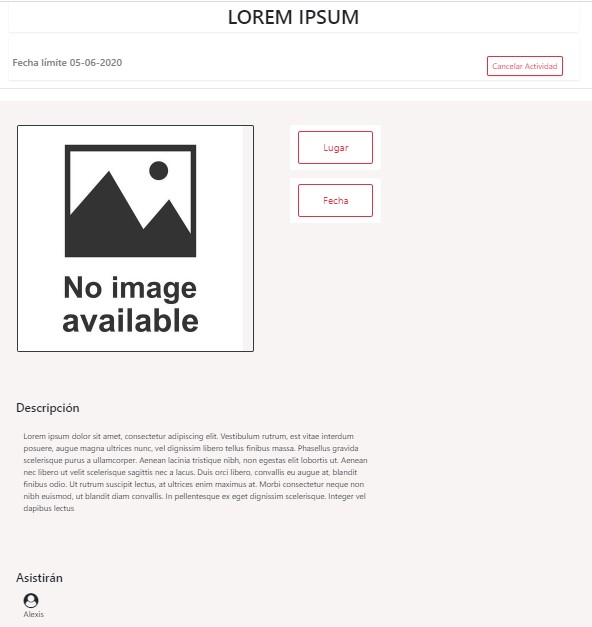 LOREM IPSUM
Fecha límite 05-06-2020
Cancelar Actividad
Lugar
Fecha
No image
available
Descripción
Lorem ipsum dolor sit amet, consectetur adipiscing elit. Vestibulum rutrum, est vitae interdum
posuere, augue magna ultrices nunc, vel dignissim libero tellus finibus massa. Phasellus gravida
scelerisque purus a ullamcorper. Aenean lacinia tristique nibh, non egestas elit lobortis ut. Aenean
nec libero ut velit scelerisque sagittis nec a lacus. Duis orci libero, convallis eu augue at, blandit
finibus odio. Ut rutrum suscipit lectus, at ultrices enim maximus at. Morbi consectetur neque non
nibh euismod, ut blandit diam convallis. In pellentesque ex eget dignissim scelerisque. Integer vel
dapibus lectus
Asistirán
Alexis